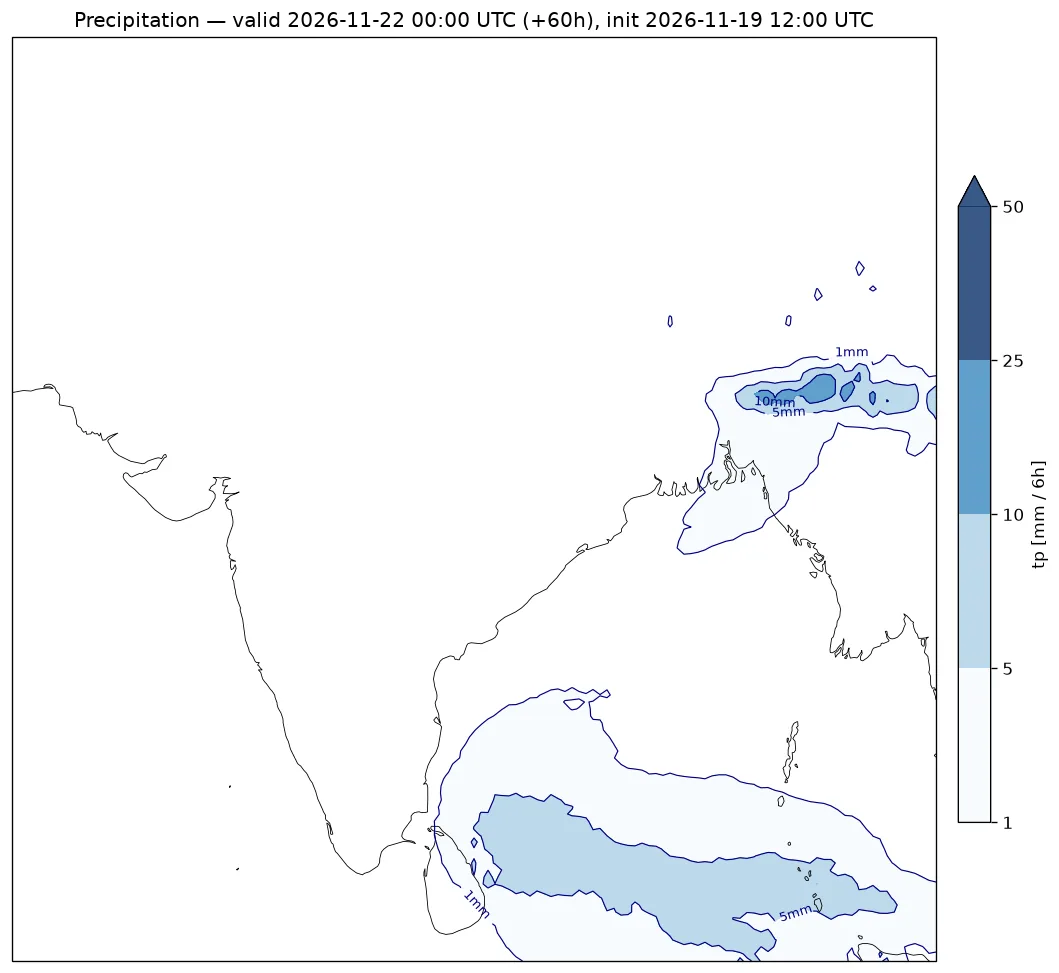 Precipitation — valid 2026-11-22 00:00 UTC (+60h), init 2026-11-19 12:00 UTC
50
1mm
25
10mm
5mm
10
tp [mm / 6h]
5
1
1mm
5mm